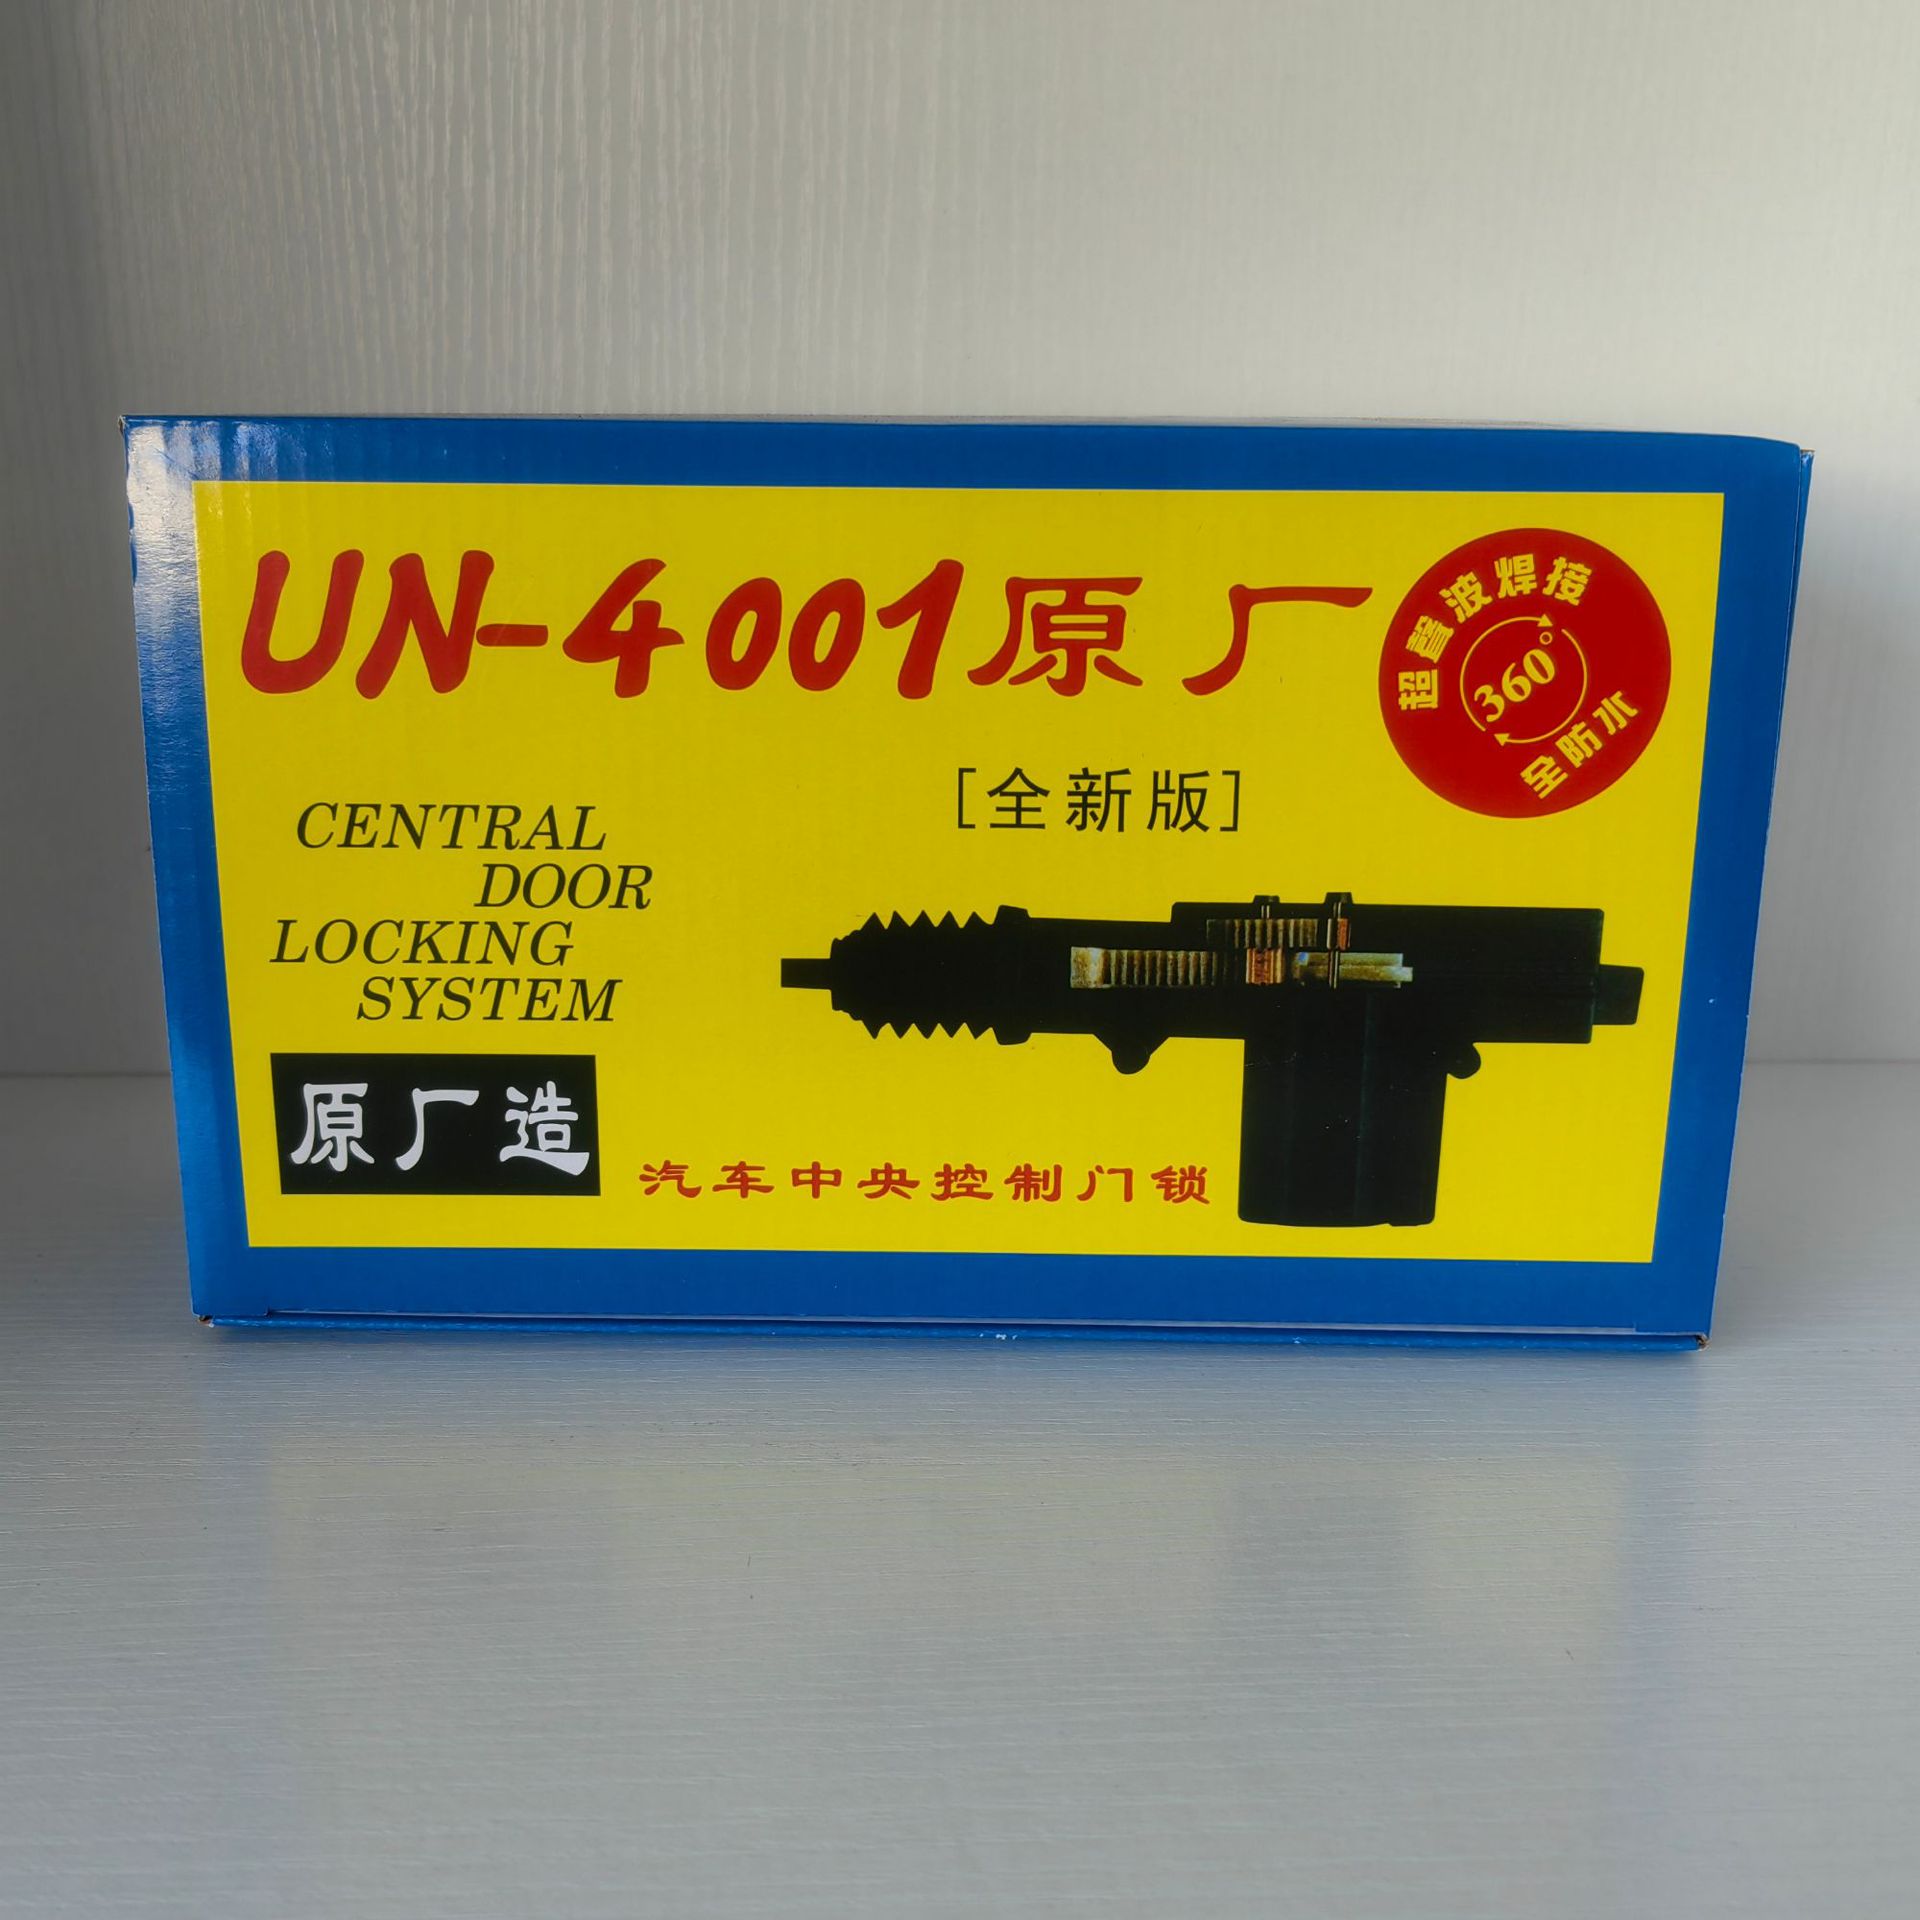 UN-4001原厂
超聲波焊接
360°
全防水
[全新版]
CENTRAL
DOOR
LOCKING
SYSTEM
原厂造
汽车中央控制门锁